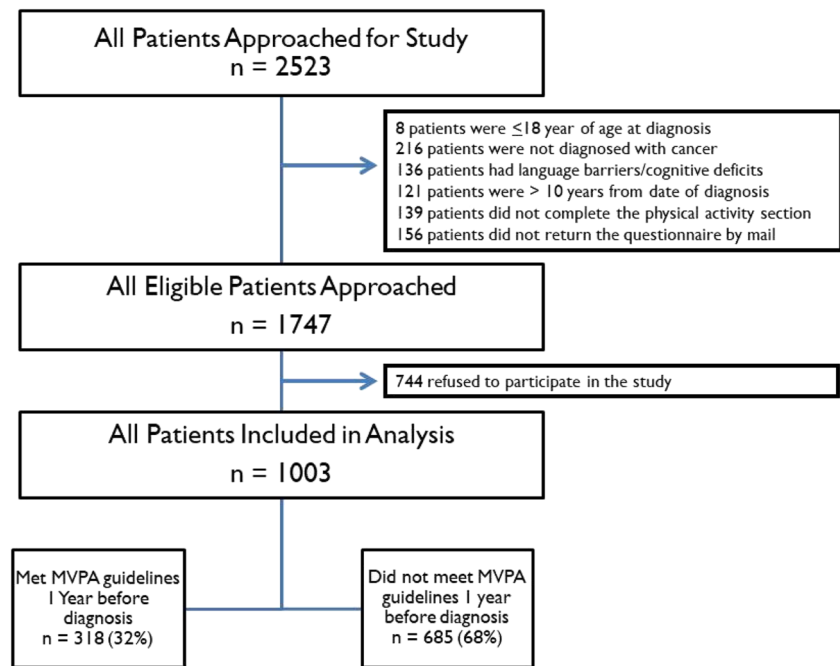 All Patients Approached for Study
n = 2523
8 patients were ≤18 year of age at diagnosis
216 patients were not diagnosed with cancer
136 patients had language barriers/cognitive deficits
121 patients were > 10 years from date of diagnosis
139 patients did not complete the physical activity section
156 patients did not return the questionnaire by mail
All Eligible Patients Approached
n = 1747
744 refused to participate in the study
All Patients Included in Analysis
n = 1003
Met MVPA guidelines
1 Year before
diagnosis
n = 318 (32%)
Did not meet MVPA
guidelines 1 year
before diagnosis
n = 685 (68%)